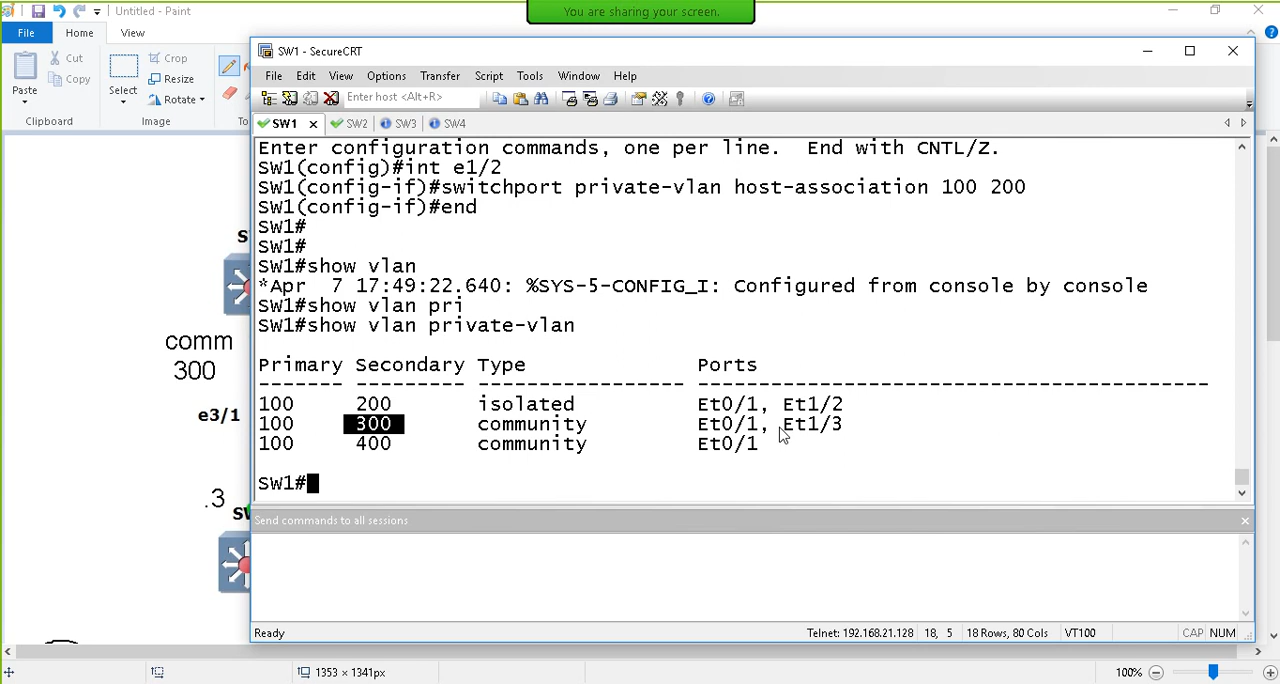 You are sharing your screen.
Untitled - Paint
File Home View
Cut
Copy
Paste
Clipboard
Select
Crop
Resize
Rotate
Image
To
SW1 - SecureCRT
File Edit View Options Transfer Script Tools Window Help
Enter host <Alt+R>
SW1 SW2 SW3 SW4
Enter configuration commands, one per line.  End with CNTL/Z.
SW1(config)#int e1/2
SW1(config-if)#switchport private-vlan host-association 100 200
SW1(config-if)#end
SW1#
SW1#
SW1#show vlan
*Apr  7 17:49:22.640: %SYS-5-CONFIG_I: Configured from console by console
SW1#show vlan pri
SW1#show vlan private-vlan
Primary Secondary Type Ports
------- --------- ----------------- ------------------------------------------
100 200 isolated Et0/1, Et1/2
100 300 community Et0/1, Et1/3
100 400 community Et0/1
SW1#
Send commands to all sessions
Ready Telnet: 192.168.21.128 18, 5 18 Rows, 80 Cols VT100 CAP NUM
comm
300
e3/1
.3
1353 × 1341px 100%